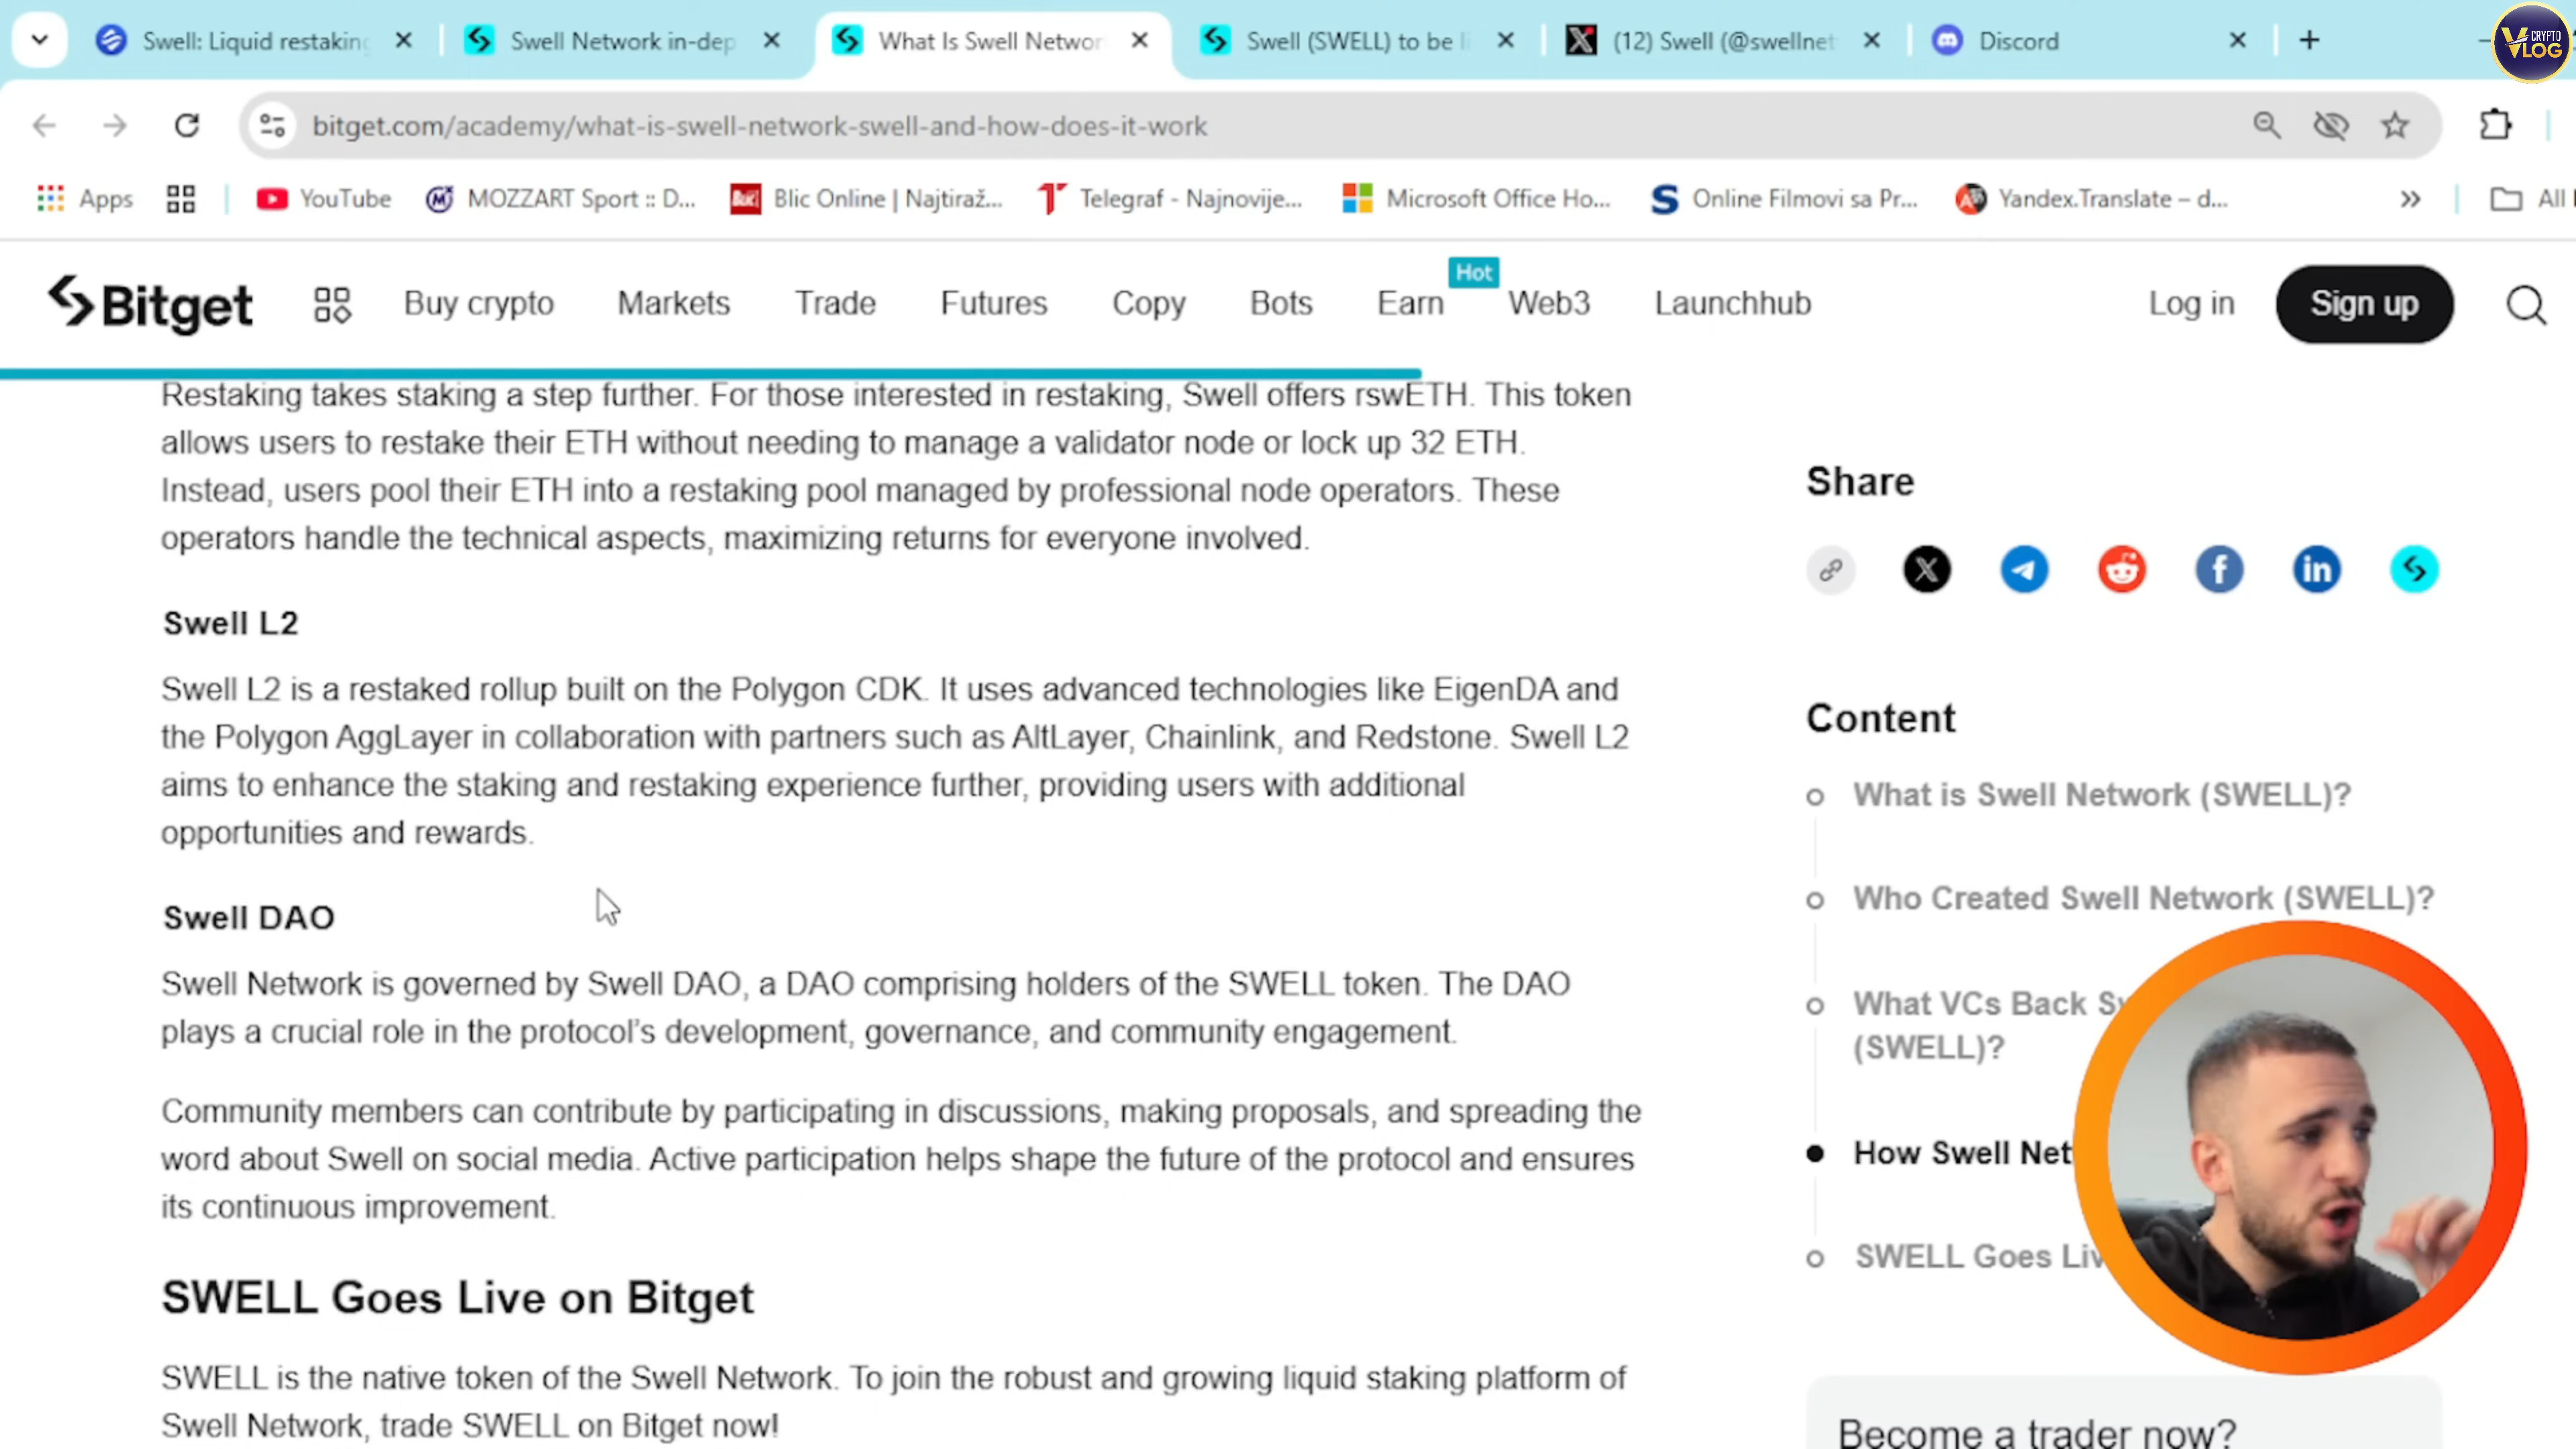 Swell: Liquid restaking
Swell Network in-dep
What Is Swell Networ
Swell (SWELL) to be li
(12) Swell (@swellnet
Discord
CRYPTO
VLOG
bitget.com/academy/what-is-swell-network-swell-and-how-does-it-work
Apps
YouTube
MOZZART Sport :: D...
Blic Online | Najtiraž...
Telegraf - Najnovije...
Microsoft Office Ho...
Online Filmovi sa Pr...
Yandex.Translate – d...
All
Bitget
Buy crypto
Markets
Trade
Futures
Copy
Bots
Earn
Hot
Web3
Launchhub
Log in
Sign up
Restaking takes staking a step further. For those interested in restaking, Swell offers rswETH. This token
allows users to restake their ETH without needing to manage a validator node or lock up 32 ETH.
Instead, users pool their ETH into a restaking pool managed by professional node operators. These
operators handle the technical aspects, maximizing returns for everyone involved.
Swell L2
Swell L2 is a restaked rollup built on the Polygon CDK. It uses advanced technologies like EigenDA and
the Polygon AggLayer in collaboration with partners such as AltLayer, Chainlink, and Redstone. Swell L2
aims to enhance the staking and restaking experience further, providing users with additional
opportunities and rewards.
Swell DAO
Swell Network is governed by Swell DAO, a DAO comprising holders of the SWELL token. The DAO
plays a crucial role in the protocol's development, governance, and community engagement.
Community members can contribute by participating in discussions, making proposals, and spreading the
word about Swell on social media. Active participation helps shape the future of the protocol and ensures
its continuous improvement.
SWELL Goes Live on Bitget
SWELL is the native token of the Swell Network. To join the robust and growing liquid staking platform of
Swell Network, trade SWELL on Bitget now!
Share
Content
What is Swell Network (SWELL)?
Who Created Swell Network (SWELL)?
What VCs Back Sw
(SWELL)?
How Swell Net
SWELL Goes Liv
Become a trader now?